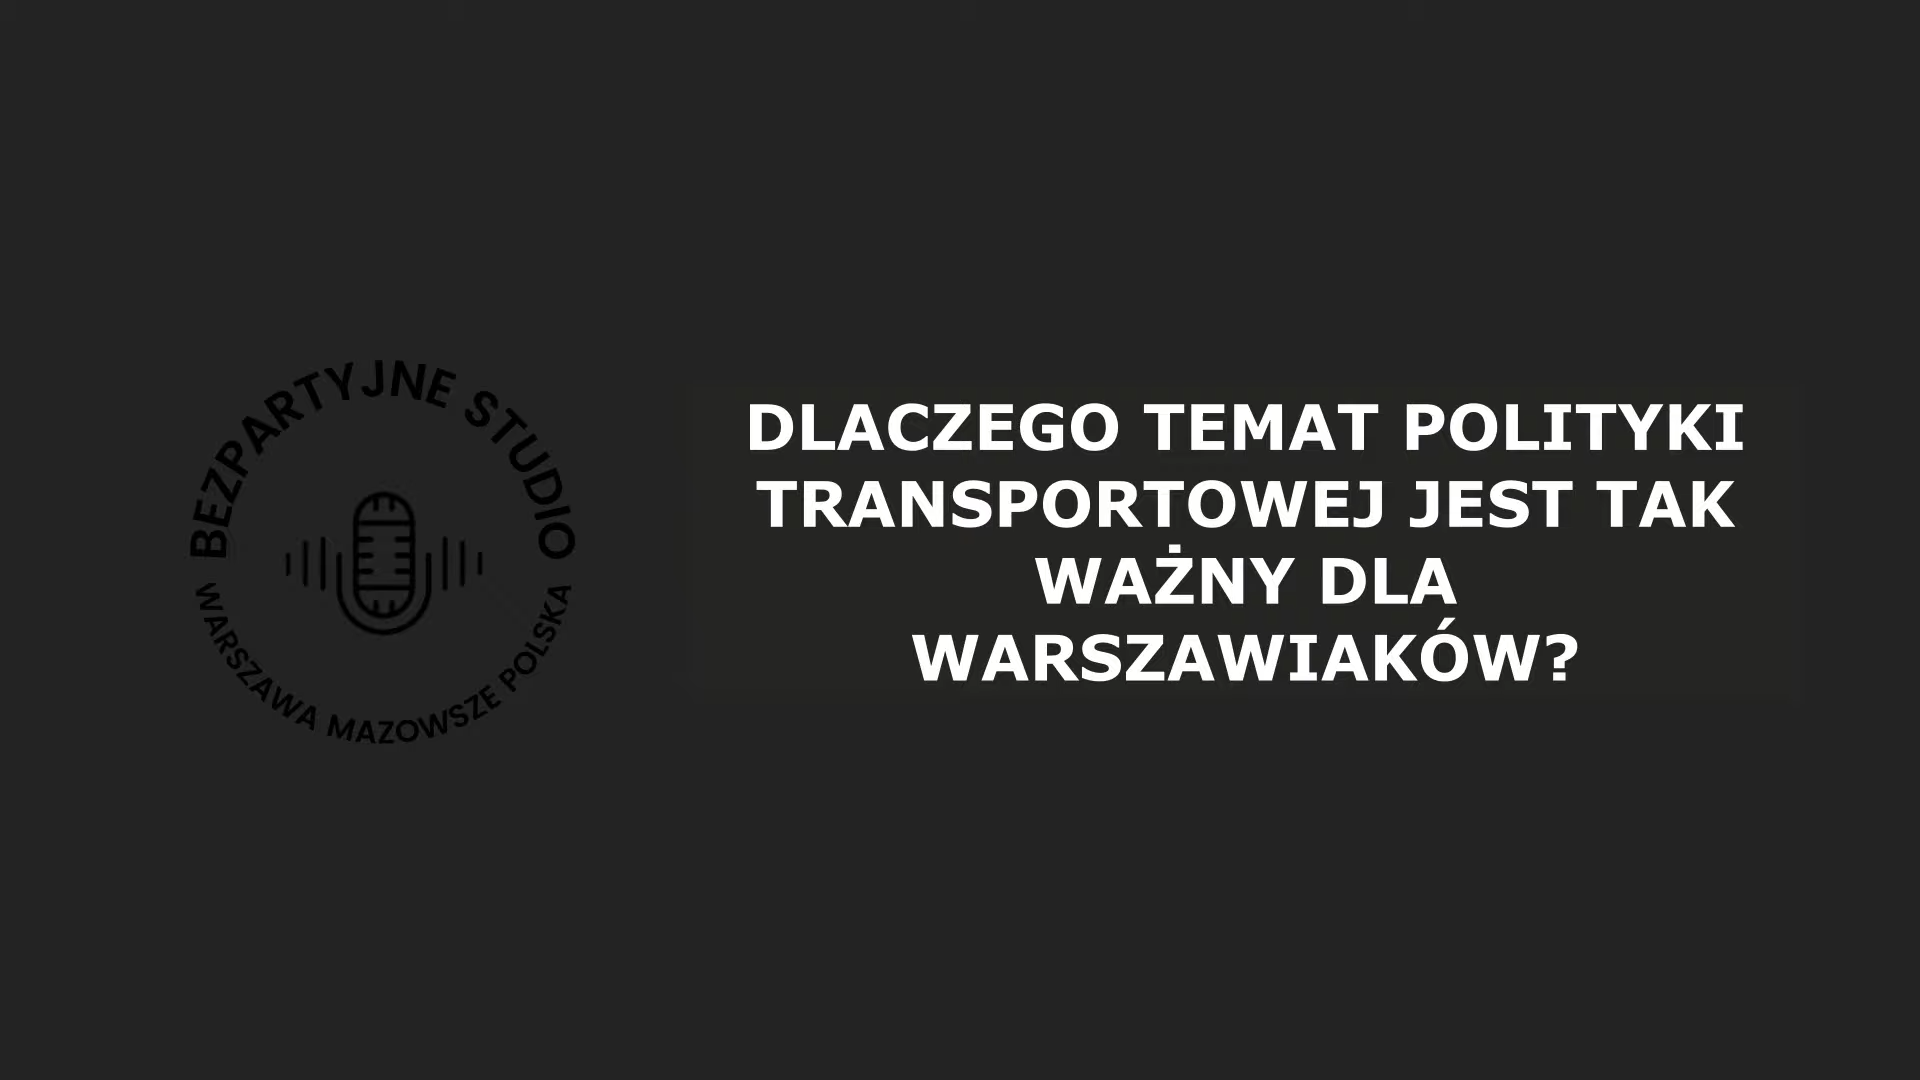 BEZPARTYJNE STUDIO
WARSZAWA MAZOWSZE POLSKA
DLACZEGO TEMAT POLITYKI
TRANSPORTOWEJ JEST TAK
WAŻNY DLA
WARSZAWIAKÓW?